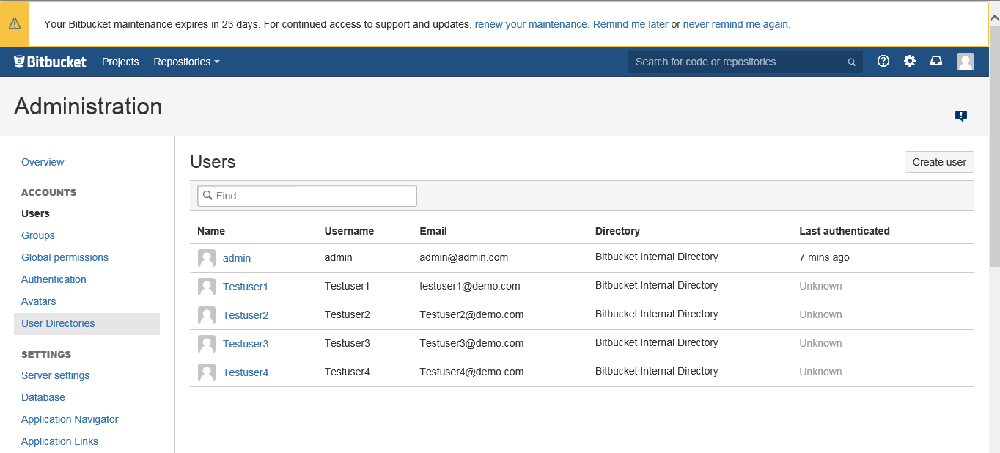 Your Bitbucket maintenance expires in 23 days. For continued access to support and updates, renew your maintenance. Remind me later or never remind me again.
Bitbucket Projects Repositories Search for code or repositories...
Administration
Overview
ACCOUNTS
Users
Groups
Global permissions
Authentication
Avatars
User Directories
SETTINGS
Server settings
Database
Application Navigator
Application Links
Users Create user
Find
Name Username Email Directory Last authenticated
admin admin admin@admin.com Bitbucket Internal Directory 7 mins ago
Testuser1 Testuser1 testuser1@demo.com Bitbucket Internal Directory Unknown
Testuser2 Testuser2 Testuser2@demo.com Bitbucket Internal Directory Unknown
Testuser3 Testuser3 Testuser3@demo.com Bitbucket Internal Directory Unknown
Testuser4 Testuser4 Testuser4@demo.com Bitbucket Internal Directory Unknown